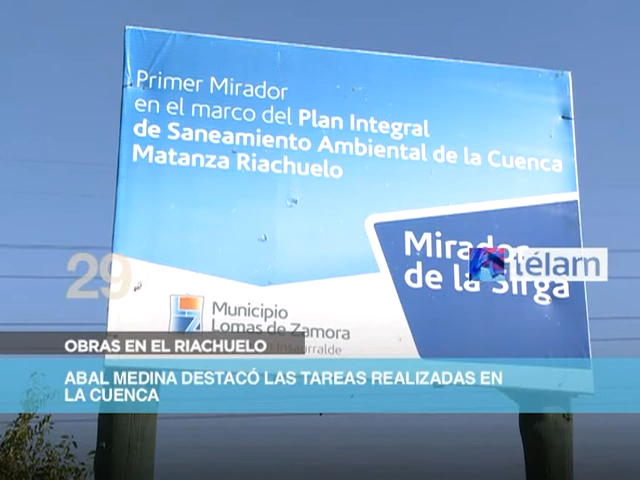 Primer Mirador
en el marco del Plan Integral
de Saneamiento Ambiental de la Cuenca
Matanza Riachuelo
Mirador
de la Sirga
télam
29
Municipio
Lomas de Zamora
Insaurralde
OBRAS EN EL RIACHUELO
ABAL MEDINA DESTACÓ LAS TAREAS REALIZADAS EN
LA CUENCA